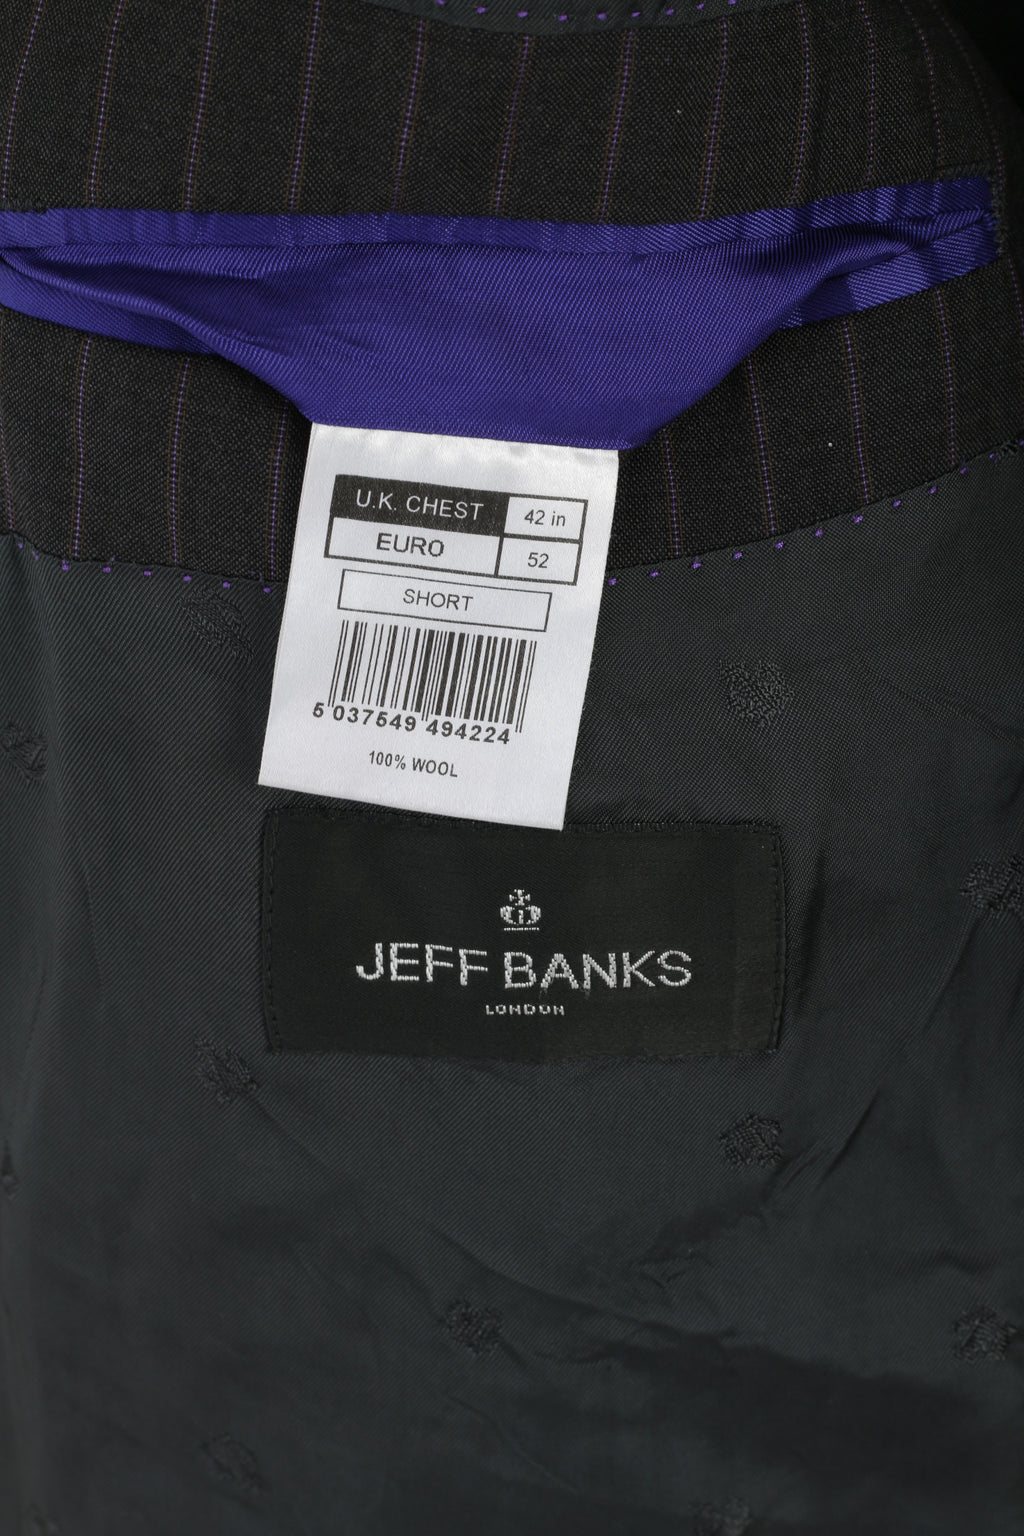 U.K. CHEST 42 in
EURO 52
SHORT
5 037549 494224
100% WOOL
JEFF BANKS
LONDON